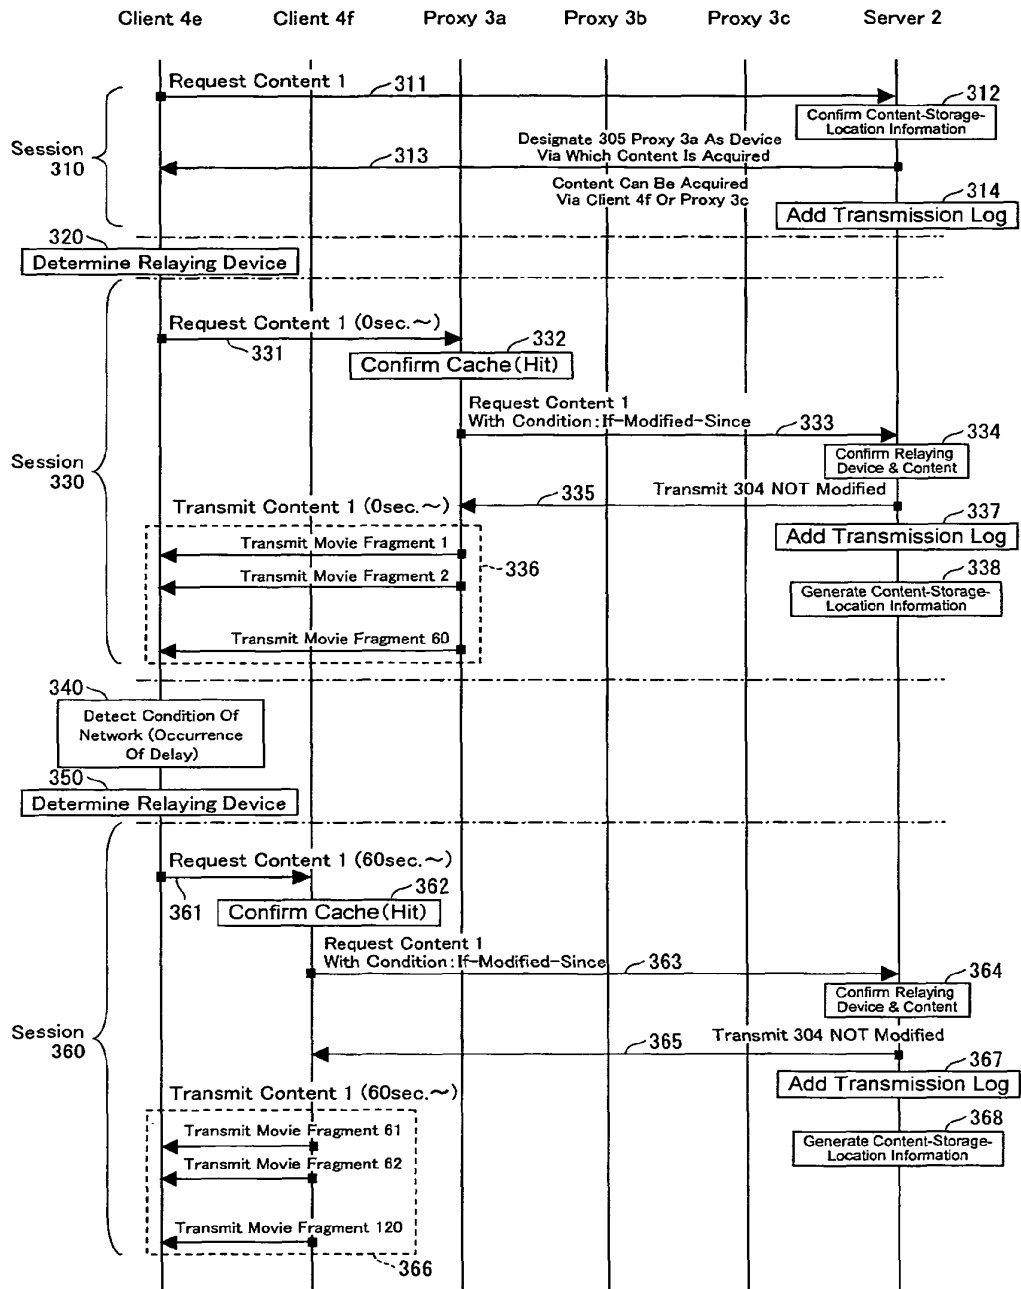 Client 4e
Client 4f
Proxy 3a
Proxy 3b
Proxy 3c
Server 2
Request Content 1
311
312
Confirm Content-Storage-
Location Information
Session
310
313
Designate 305 Proxy 3a As Device
Via Which Content Is Acquired
Content Can Be Acquired
Via Client 4f Or Proxy 3c
314
Add Transmission Log
320
Determine Relaying Device
Request Content 1 (0sec.~)
331
332
Confirm Cache(Hit)
Request Content 1
With Condition:If-Modified-Since
333
334
Confirm Relaying
Device & Content
Session
330
335
Transmit 304 NOT Modified
Transmit Content 1 (0sec.~)
337
Add Transmission Log
Transmit Movie Fragment 1
336
Transmit Movie Fragment 2
338
Generate Content-Storage-
Location Information
Transmit Movie Fragment 60
340
Detect Condition Of
Network (Occurrence
Of Delay)
350
Determine Relaying Device
Request Content 1 (60sec.~)
361
362
Confirm Cache(Hit)
Request Content 1
With Condition:If-Modified-Since
363
364
Confirm Relaying
Device & Content
Session
360
365
Transmit 304 NOT Modified
367
Add Transmission Log
Transmit Content 1 (60sec.~)
Transmit Movie Fragment 61
368
Generate Content-Storage-
Location Information
Transmit Movie Fragment 62
Transmit Movie Fragment 120
366